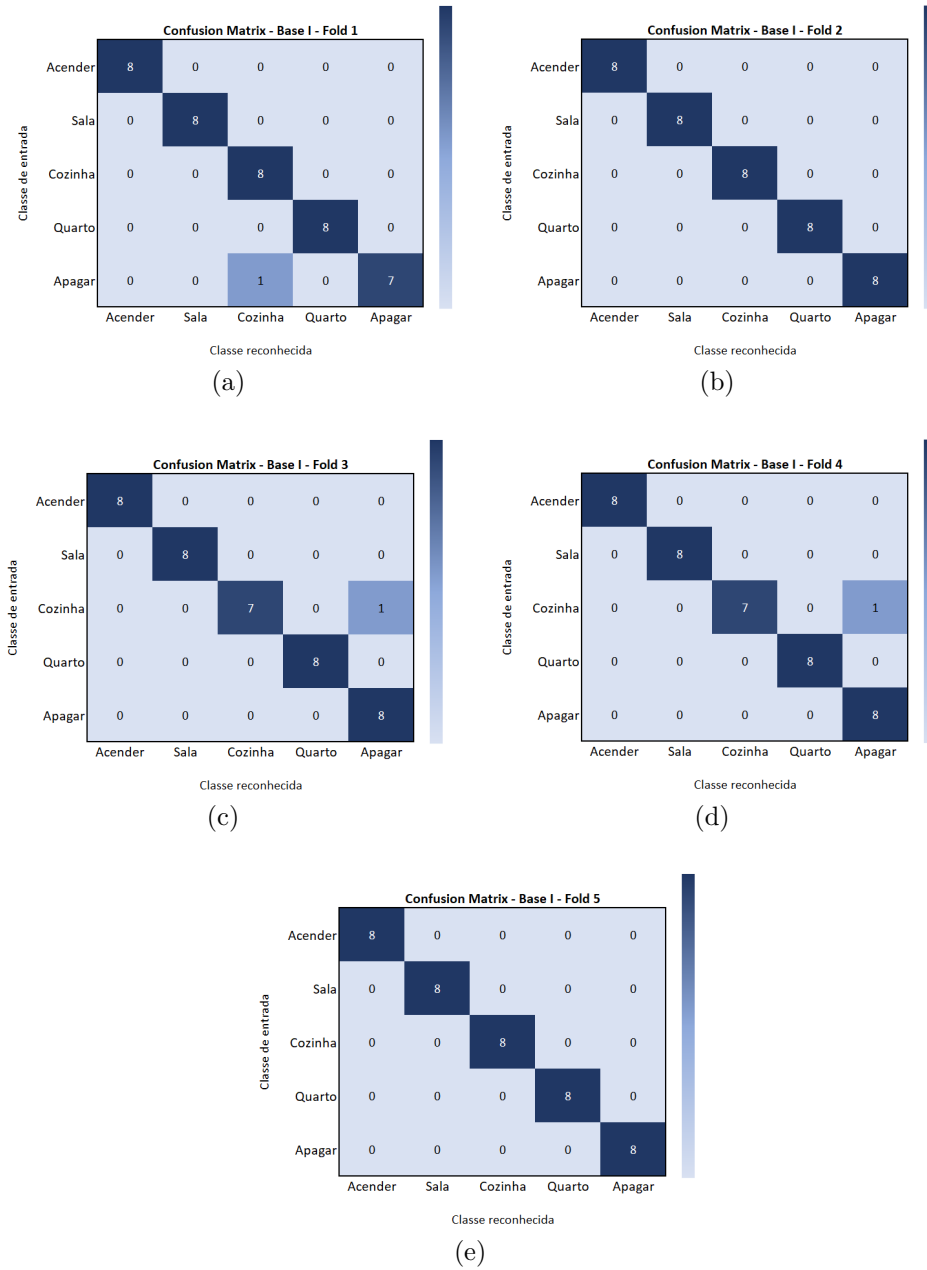 Confusion Matrix - Base I - Fold 1
Classe de entrada
Acender 8 0 0 0 0
Sala 0 8 0 0 0
Cozinha 0 0 8 0 0
Quarto 0 0 0 8 0
Apagar 0 0 1 0 7
Acender Sala Cozinha Quarto Apagar
Classe reconhecida
(a)
Confusion Matrix - Base I - Fold 2
Classe de entrada
Acender 8 0 0 0 0
Sala 0 8 0 0 0
Cozinha 0 0 8 0 0
Quarto 0 0 0 8 0
Apagar 0 0 0 0 8
Acender Sala Cozinha Quarto Apagar
Classe reconhecida
(b)
Confusion Matrix - Base I - Fold 3
Classe de entrada
Acender 8 0 0 0 0
Sala 0 8 0 0 0
Cozinha 0 0 7 0 1
Quarto 0 0 0 8 0
Apagar 0 0 0 0 8
Acender Sala Cozinha Quarto Apagar
Classe reconhecida
(c)
Confusion Matrix - Base I - Fold 4
Classe de entrada
Acender 8 0 0 0 0
Sala 0 8 0 0 0
Cozinha 0 0 7 0 1
Quarto 0 0 0 8 0
Apagar 0 0 0 0 8
Acender Sala Cozinha Quarto Apagar
Classe reconhecida
(d)
Confusion Matrix - Base I - Fold 5
Classe de entrada
Acender 8 0 0 0 0
Sala 0 8 0 0 0
Cozinha 0 0 8 0 0
Quarto 0 0 0 8 0
Apagar 0 0 0 0 8
Acender Sala Cozinha Quarto Apagar
Classe reconhecida
(e)